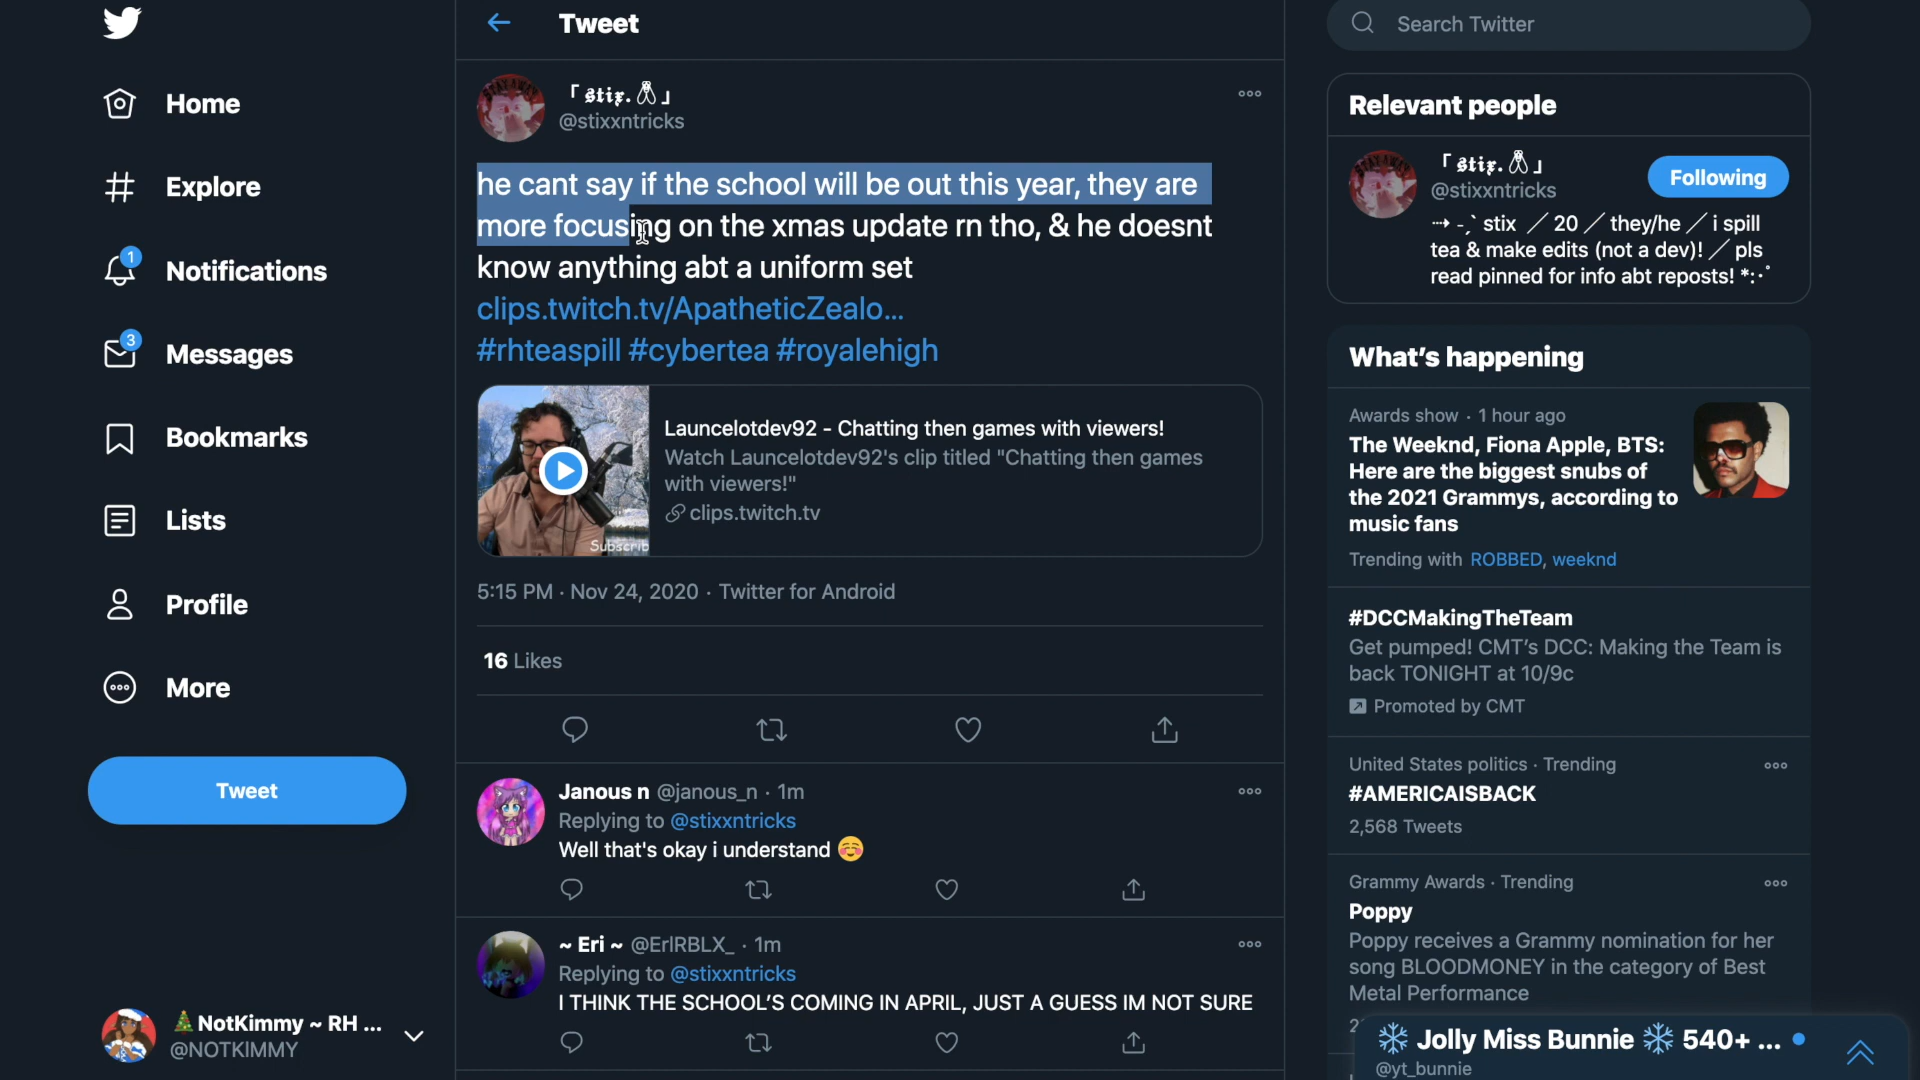 Home
Explore
1
Notifications
3
Messages
Bookmarks
Lists
Profile
More
Tweet
🎄 NotKimmy ~ RH ...
@NOTKIMMY
Tweet
「 𝖘𝖙𝖎𝖝. 」
@stixxntricks
he cant say if the school will be out this year, they are
more focusing on the xmas update rn tho, & he doesnt
know anything abt a uniform set
clips.twitch.tv/ApatheticZealo...
#rhteaspill #cybertea #royalehigh
Subscrib
Launcelotdev92 - Chatting then games with viewers!
Watch Launcelotdev92's clip titled "Chatting then games
with viewers!"
clips.twitch.tv
5:15 PM · Nov 24, 2020 · Twitter for Android
16 Likes
Janous n @janous_n · 1m
Replying to @stixxntricks
Well that's okay i understand ☺️
~ Eri ~ @ErIRBLX_ · 1m
Replying to @stixxntricks
I THINK THE SCHOOL'S COMING IN APRIL, JUST A GUESS IM NOT SURE
Search Twitter
Relevant people
「 𝖘𝖙𝖎𝖝. 」
@stixxntricks
Following
⇢ ˗ˏˋ stix ／ 20 ／ they/he ／ i spill
tea & make edits (not a dev)! ／ pls
read pinned for info abt reposts! *:·˚
What's happening
Awards show · 1 hour ago
The Weeknd, Fiona Apple, BTS:
Here are the biggest snubs of
the 2021 Grammys, according to
music fans
Trending with ROBBED, weeknd
#DCCMakingTheTeam
Get pumped! CMT's DCC: Making the Team is
back TONIGHT at 10/9c
Promoted by CMT
United States politics · Trending
#AMERICAISBACK
2,568 Tweets
Grammy Awards · Trending
Poppy
Poppy receives a Grammy nomination for her
song BLOODMONEY in the category of Best
Metal Performance
❄️ Jolly Miss Bunnie ❄️ 540+ ...
@yt_bunnie